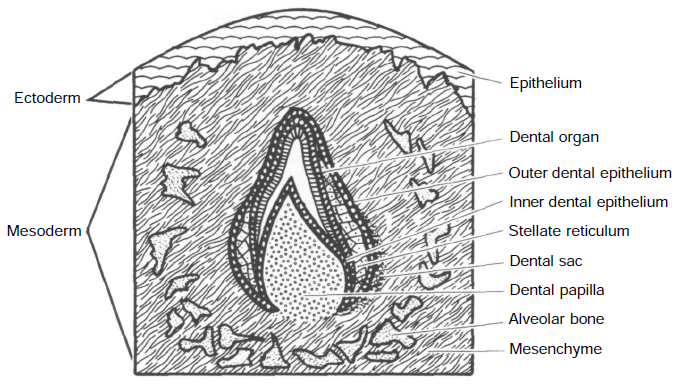 Ectoderm
Mesoderm
Epithelium
Dental organ
Outer dental epithelium
Inner dental epithelium
Stellate reticulum
Dental sac
Dental papilla
Alveolar bone
Mesenchyme